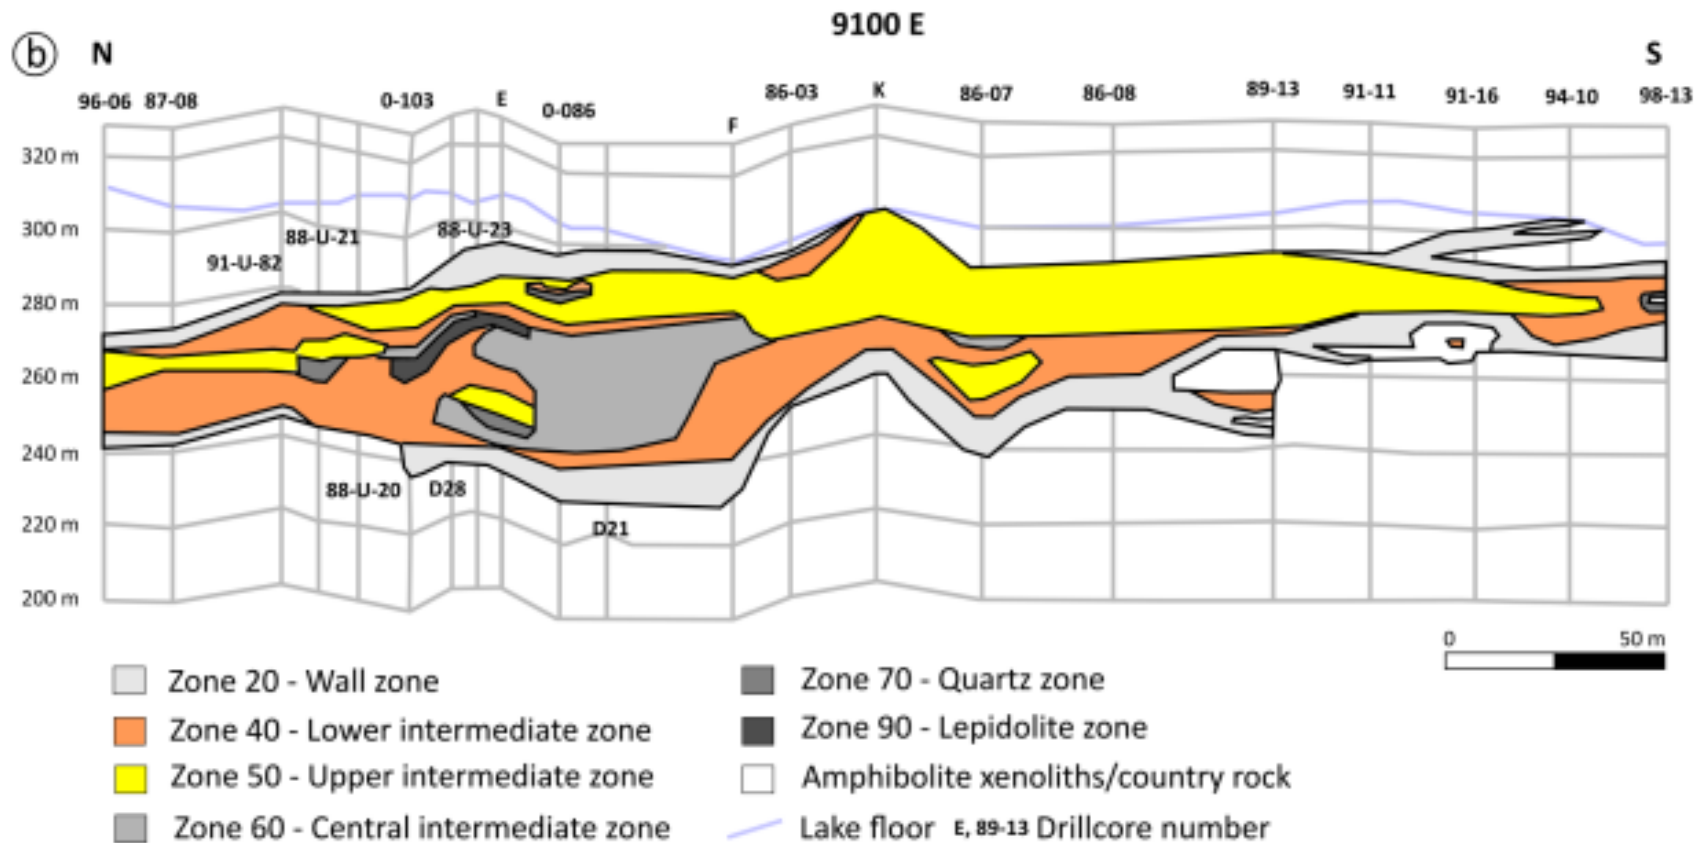 9100 E
b N S
96-06 87-08 0-103 E 0-086 F 86-03 K 86-07 86-08 89-13 91-11 91-16 94-10 98-13
320 m
300 m
88-U-21 88-U-23
91-U-82
280 m
260 m
240 m
88-U-20 D28
220 m
D21
200 m
0 50 m
Zone 20 - Wall zone
Zone 40 - Lower intermediate zone
Zone 50 - Upper intermediate zone
Zone 60 - Central intermediate zone
Zone 70 - Quartz zone
Zone 90 - Lepidolite zone
Amphibolite xenoliths/country rock
Lake floor E, 89-13 Drillcore number